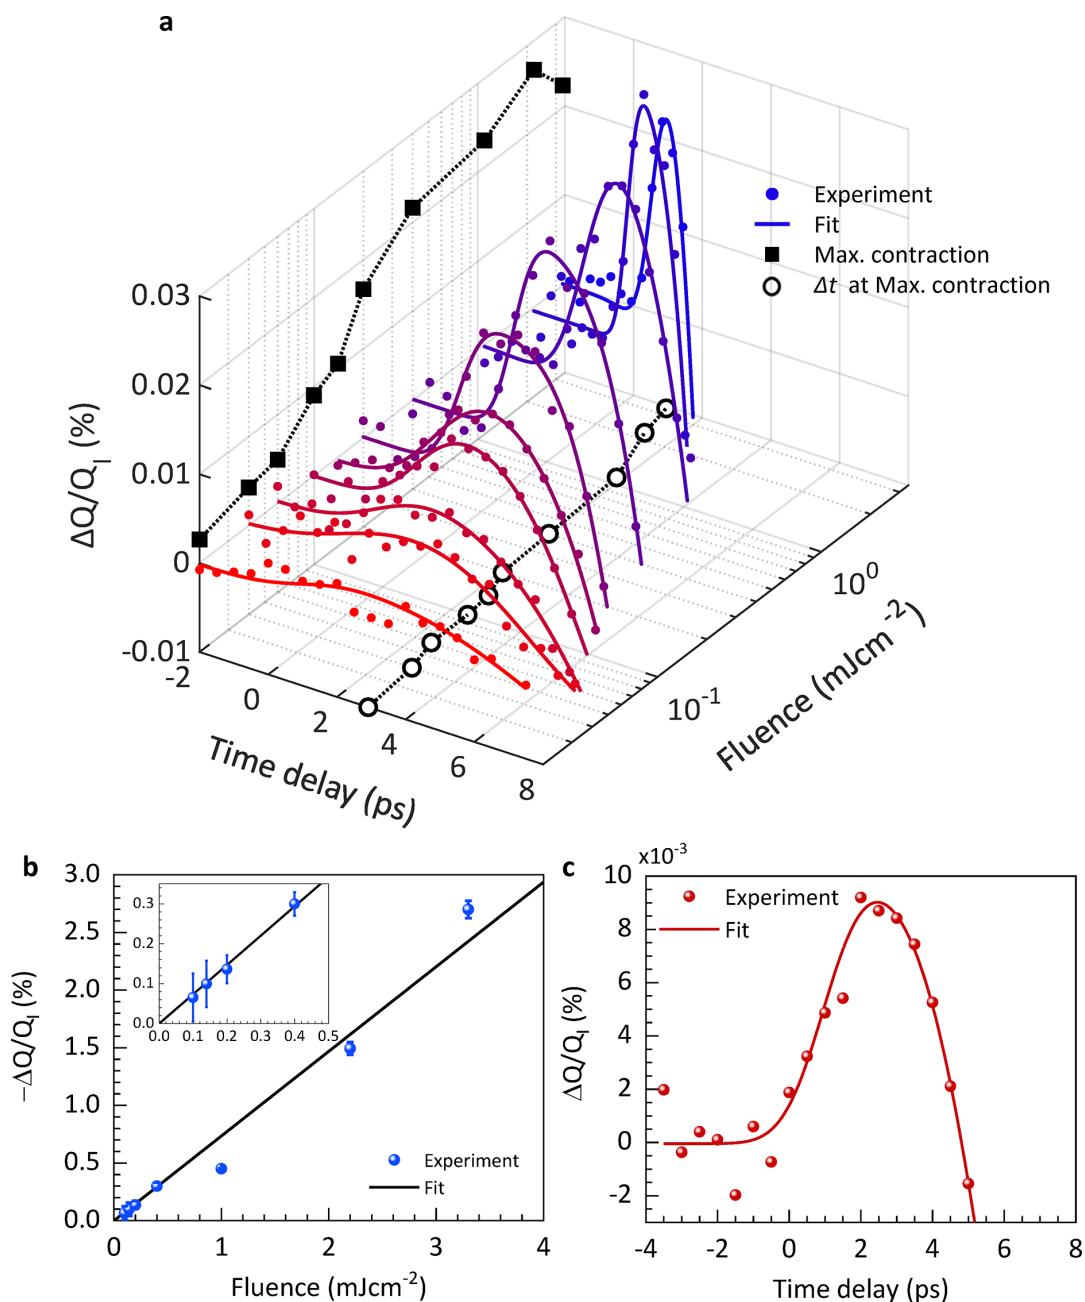 a
Experiment
Fit
Max. contraction
Δt at Max. contraction
0.03
0.02
0.01
0
-0.01
ΔQ/Q_I (%)
-2
0
2
4
6
8
Time delay (ps)
10^-1
10^0
Fluence (mJcm^-2)
b
3.0
2.5
2.0
1.5
1.0
0.5
0.0
−ΔQ/Q_I (%)
0.3
0.2
0.1
0.0
0.0 0.1 0.2 0.3 0.4 0.5
Experiment
Fit
0 1 2 3 4
Fluence (mJcm^-2)
c
x10^-3
10
8
6
4
2
0
-2
ΔQ/Q_I (%)
Experiment
Fit
-4 -2 0 2 4 6 8
Time delay (ps)